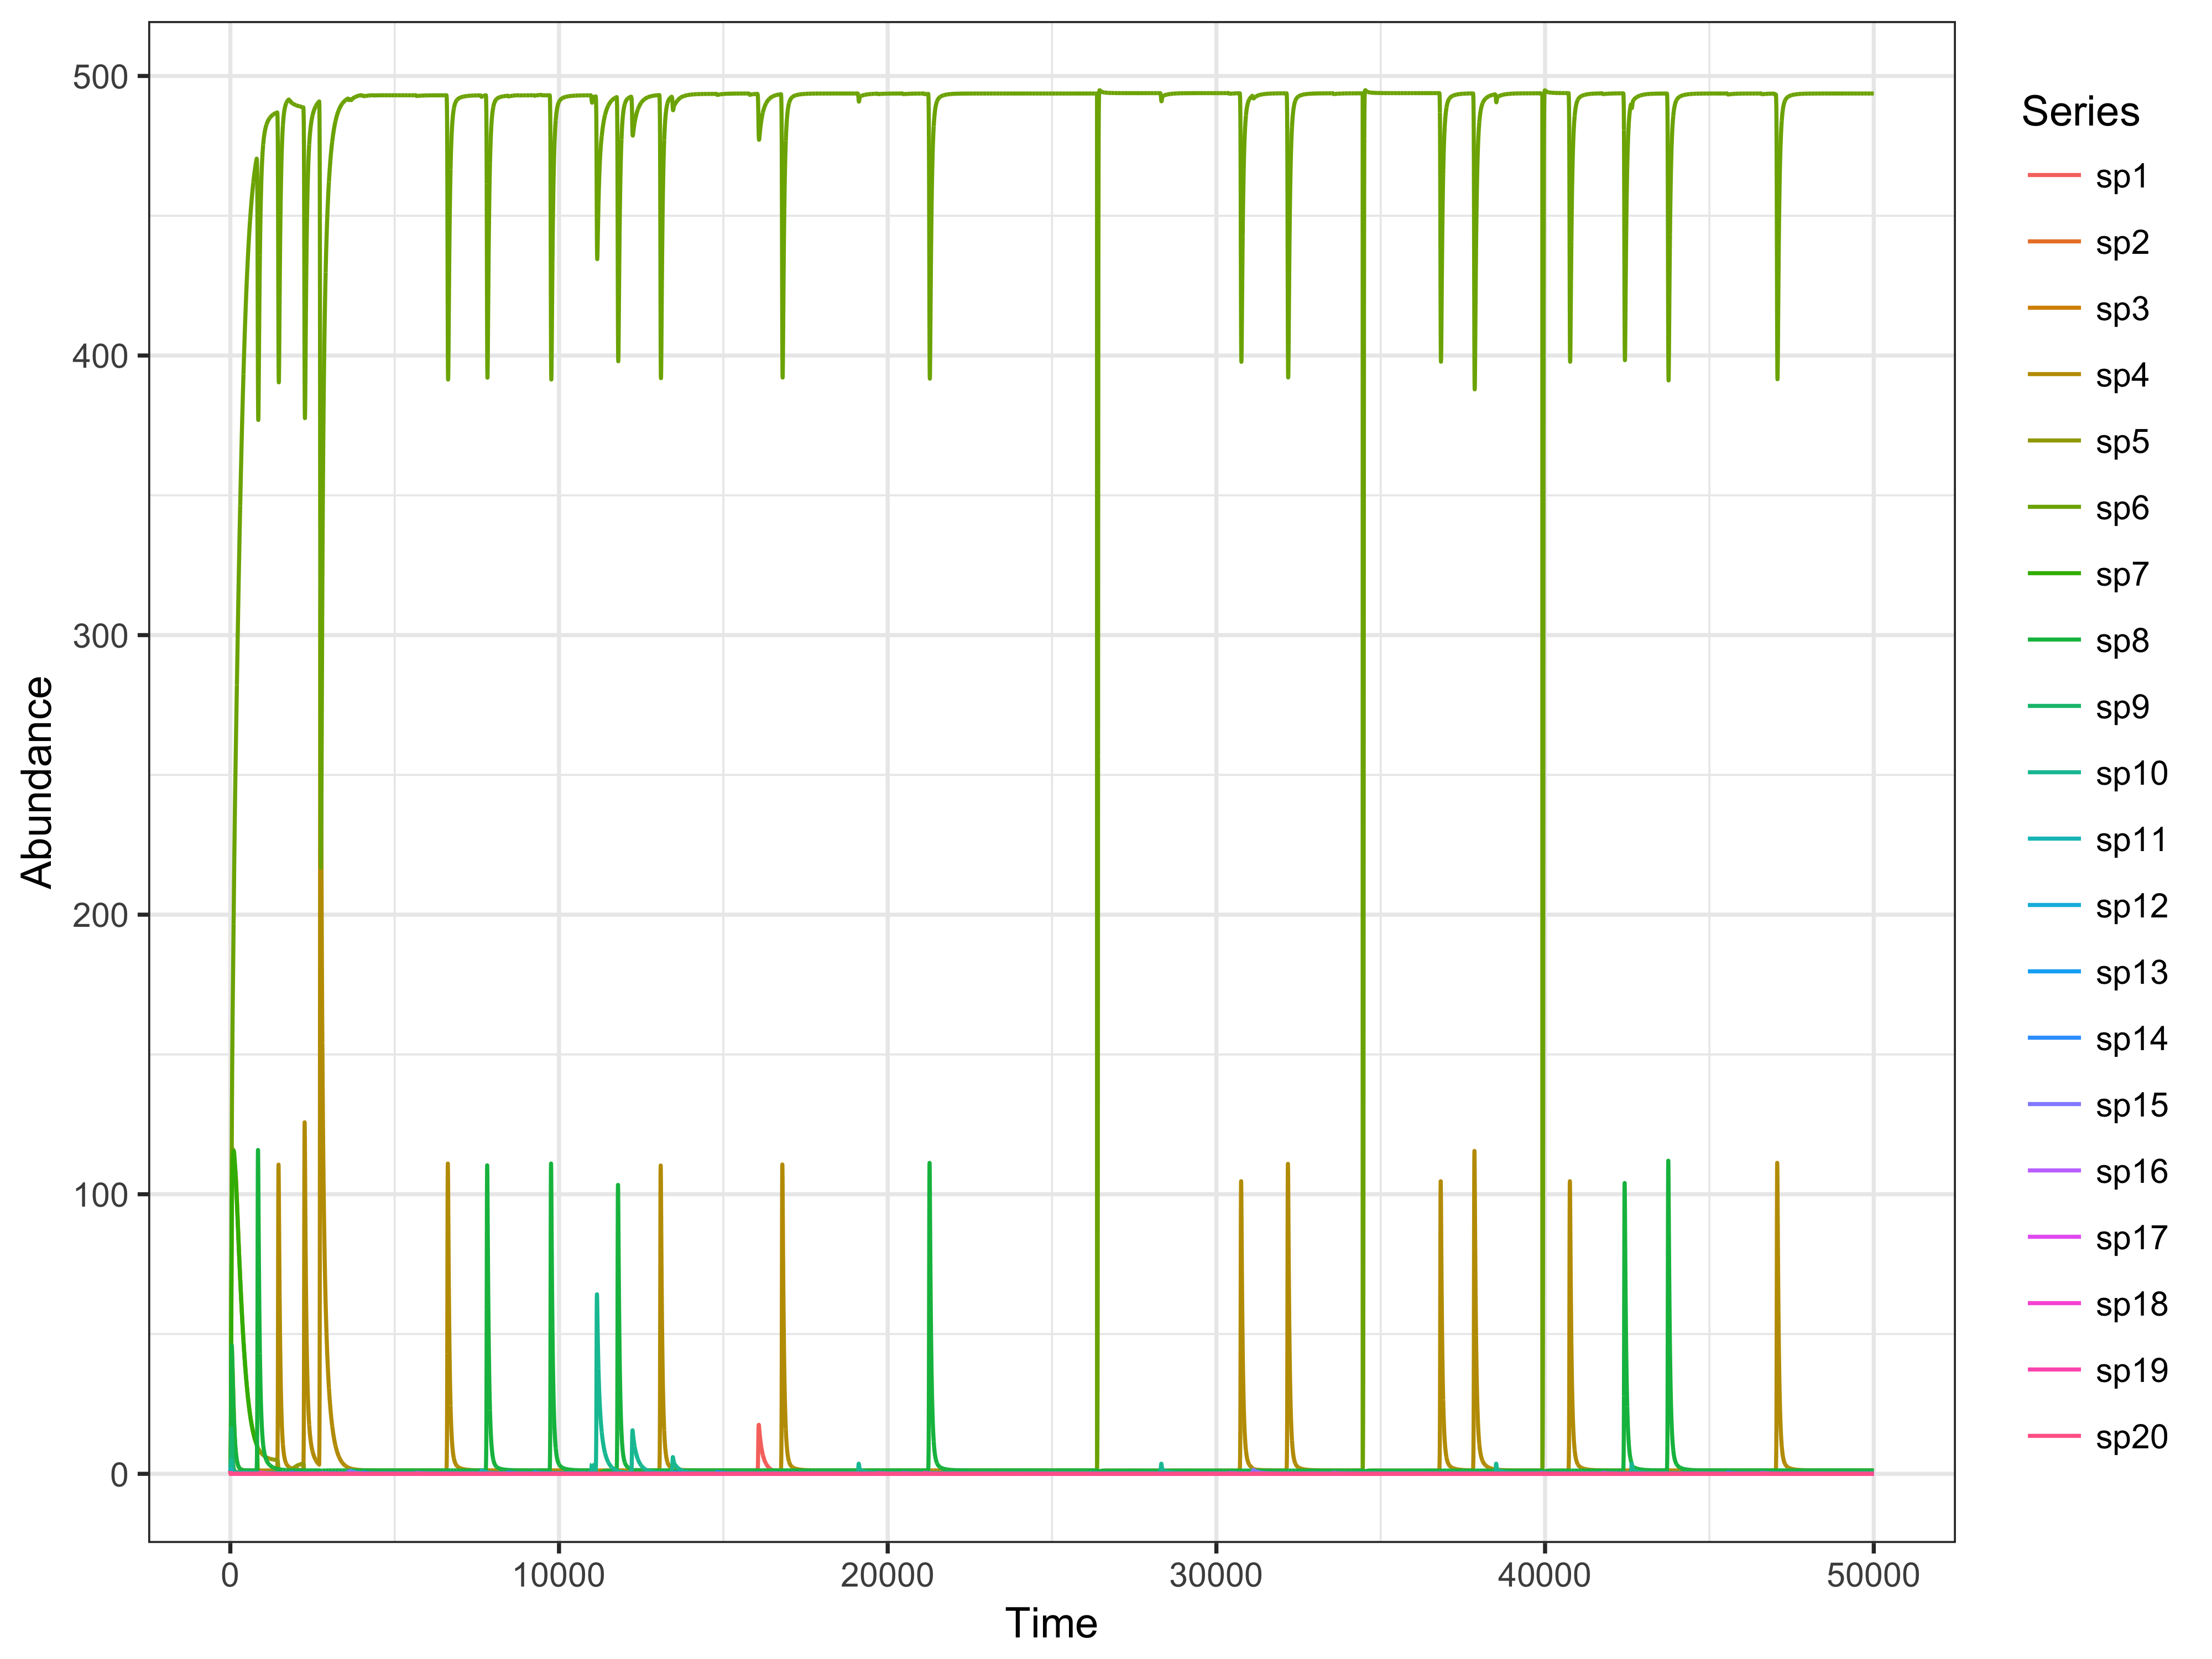 500
400
300
200
100
0
Abundance
0 10000 20000 30000 40000 50000
Time
Series
sp1
sp2
sp3
sp4
sp5
sp6
sp7
sp8
sp9
sp10
sp11
sp12
sp13
sp14
sp15
sp16
sp17
sp18
sp19
sp20